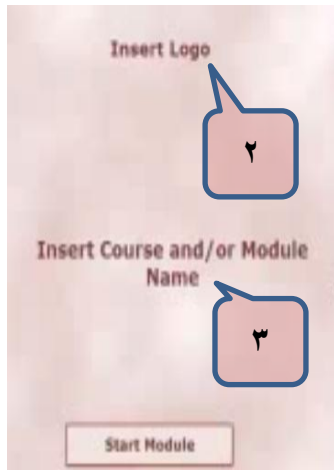 Insert Logo
٢
Insert Course and/or Module
Name
٣
Start Module